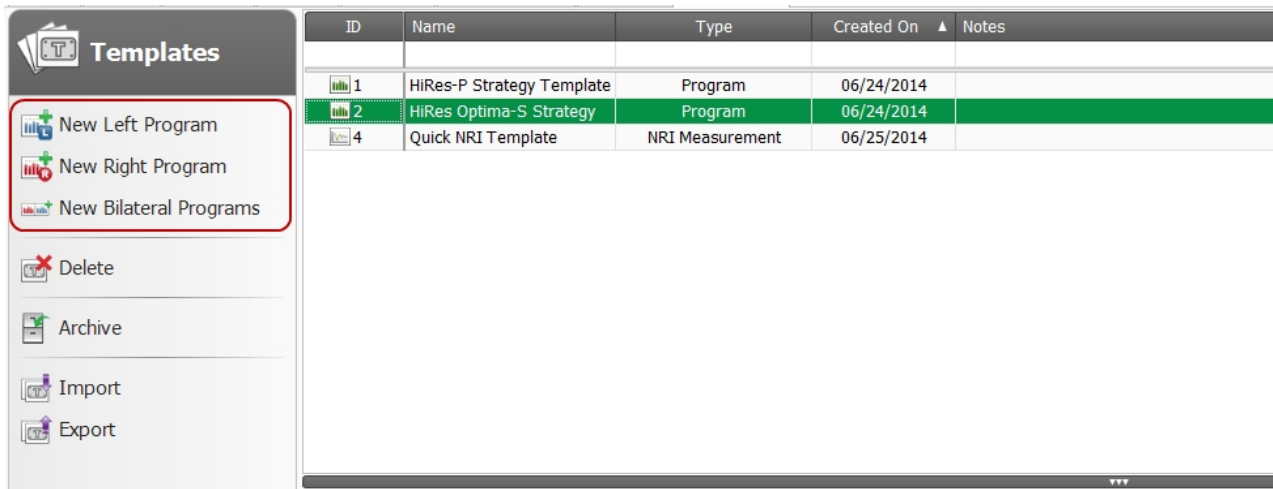 Templates
New Left Program
New Right Program
New Bilateral Programs
Delete
Archive
Import
Export
ID Name Type Created On ▲ Notes
1 HiRes-P Strategy Template Program 06/24/2014
2 HiRes Optima-S Strategy Program 06/24/2014
4 Quick NRI Template NRI Measurement 06/25/2014